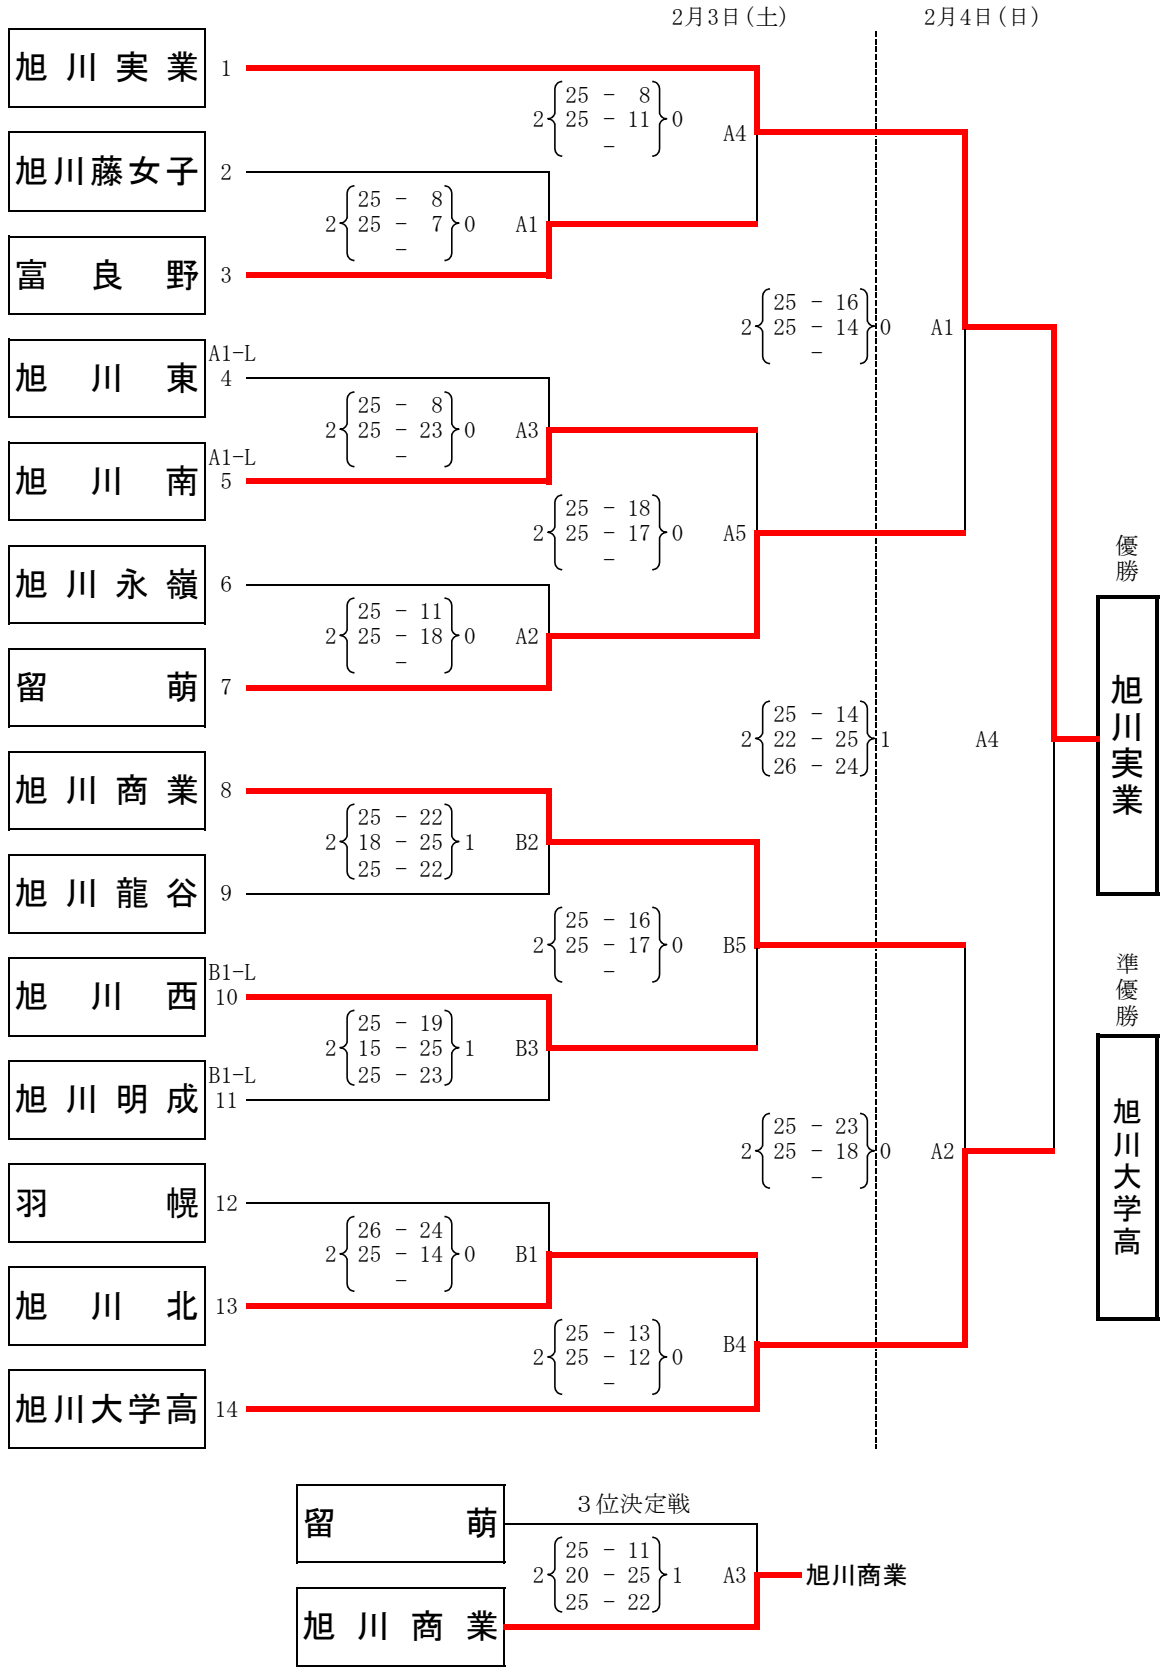 2月3日(土)
2月4日(日)
旭川実業 1
25 - 8
2 25 - 11 0 A4
-
旭川藤女子 2
25 - 8
2 25 - 7 0 A1
-
富良野 3
25 - 16
2 25 - 14 0 A1
-
A1-L
旭川東 4
25 - 8
2 25 - 23 0 A3
-
A1-L
旭川南 5
25 - 18
2 25 - 17 0 A5
-
旭川永嶺 6
25 - 11
2 25 - 18 0 A2
-
留萌 7
25 - 14
2 22 - 25 1 A4
26 - 24
優勝
旭川実業
旭川商業 8
25 - 22
2 18 - 25 1 B2
25 - 22
旭川龍谷 9
25 - 16
2 25 - 17 0 B5
-
B1-L
旭川西 10
25 - 19
2 15 - 25 1 B3
25 - 23
B1-L
旭川明成 11
25 - 23
2 25 - 18 0 A2
-
準優勝
旭川大学高
羽幌 12
26 - 24
2 25 - 14 0 B1
-
旭川北 13
25 - 13
2 25 - 12 0 B4
-
旭川大学高 14
3位決定戦
留萌
25 - 11
2 20 - 25 1 A3
25 - 22
旭川商業
旭川商業